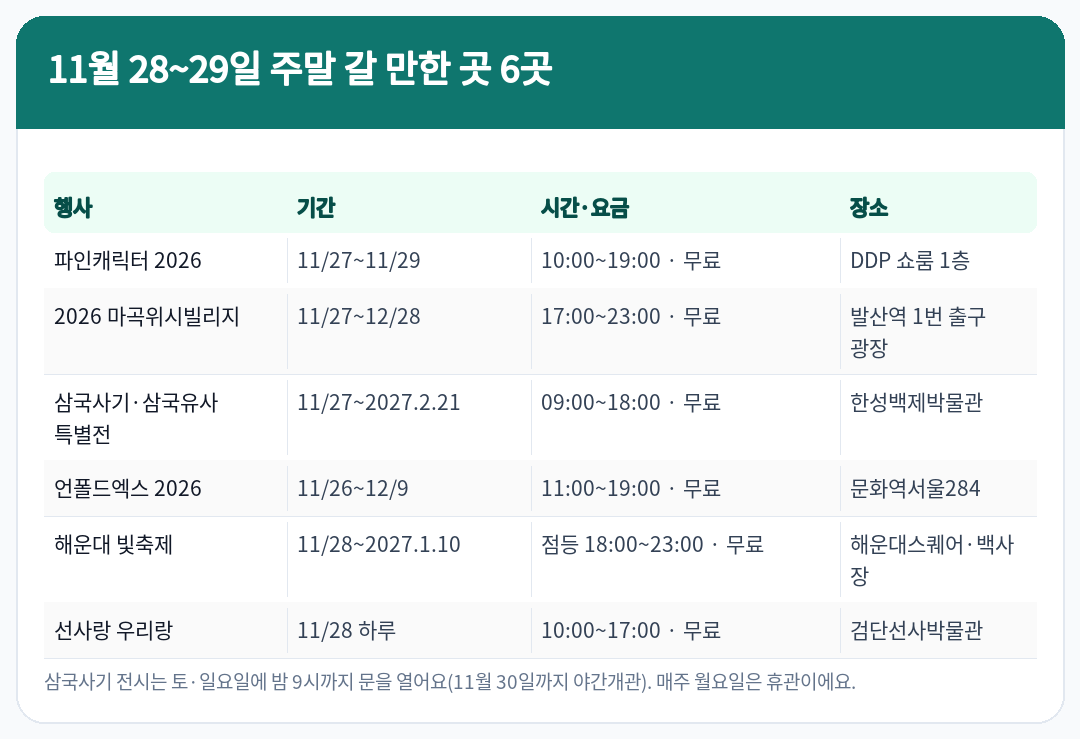 11월 28~29일 주말 갈 만한 곳 6곳
행사 기간 시간·요금 장소
파인캐릭터 2026 11/27~11/29 10:00~19:00 · 무료 DDP 쇼룸 1층
2026 마곡위시빌리지 11/27~12/28 17:00~23:00 · 무료 발산역 1번 출구
광장
삼국사기·삼국유사 11/27~2027.2.21 09:00~18:00 · 무료 한성백제박물관
특별전
언폴드엑스 2026 11/26~12/9 11:00~19:00 · 무료 문화역서울284
해운대 빛축제 11/28~2027.1.10 점등 18:00~23:00 · 무료 해운대스퀘어·백사
장
선사랑 우리랑 11/28 하루 10:00~17:00 · 무료 검단선사박물관
삼국사기 전시는 토·일요일에 밤 9시까지 문을 열어요(11월 30일까지 야간개관). 매주 월요일은 휴관이에요.